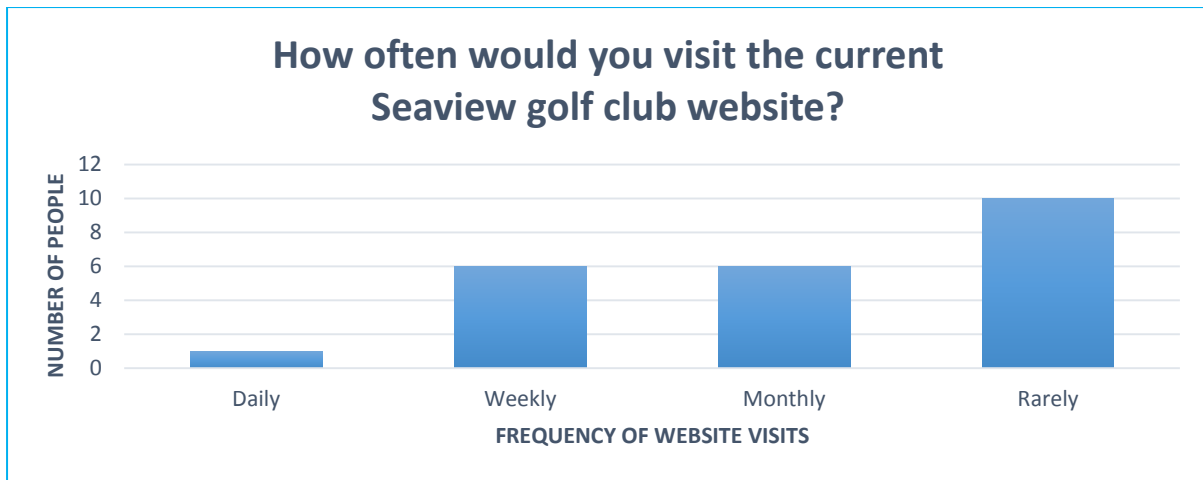 How often would you visit the current
Seaview golf club website?
NUMBER OF PEOPLE
12
10
8
6
4
2
0
Daily Weekly Monthly Rarely
FREQUENCY OF WEBSITE VISITS